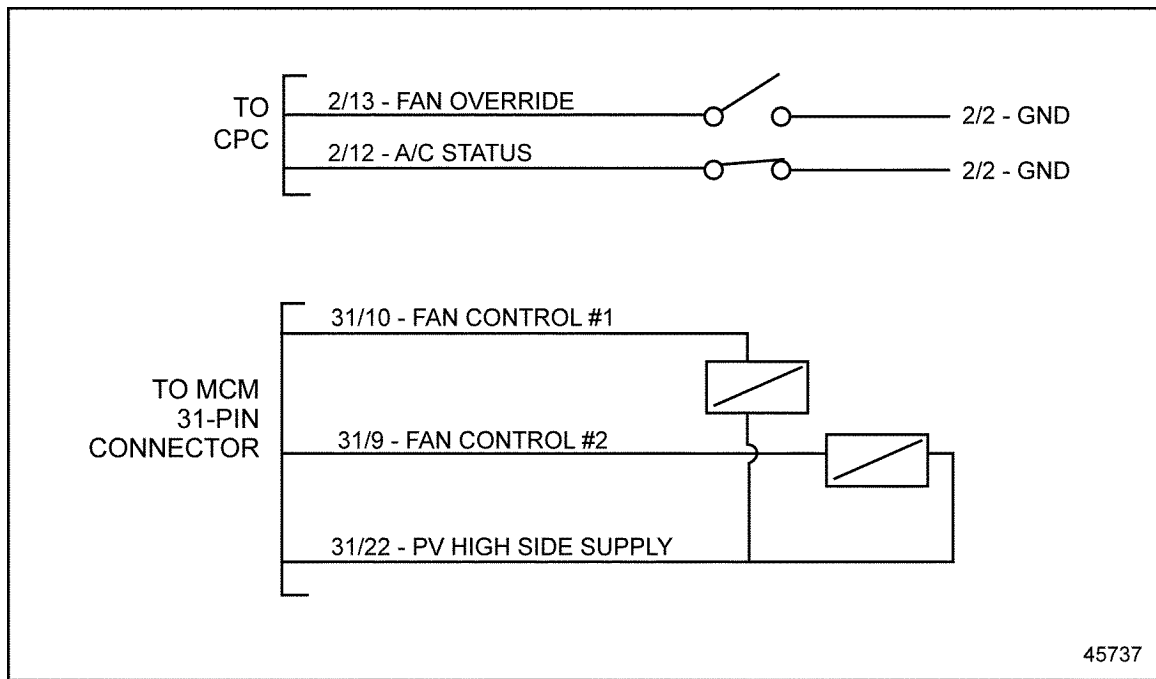 TO
CPC
2/13 - FAN OVERRIDE
2/2 - GND
2/12 - A/C STATUS
2/2 - GND
TO MCM
31-PIN
CONNECTOR
31/10 - FAN CONTROL #1
31/9 - FAN CONTROL #2
31/22 - PV HIGH SIDE SUPPLY
45737